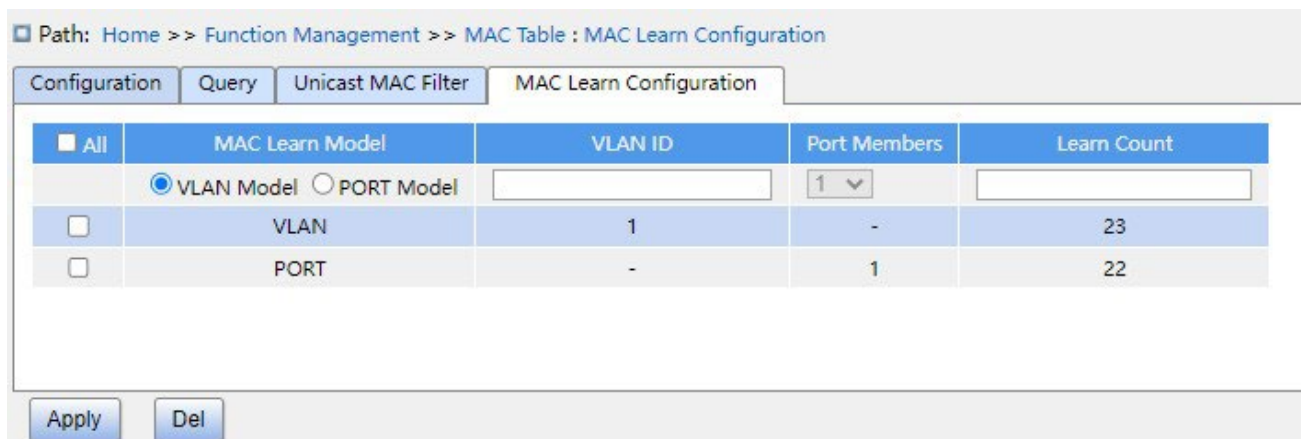 Path: Home >> Function Management >> MAC Table : MAC Learn Configuration
Configuration Query Unicast MAC Filter MAC Learn Configuration
All MAC Learn Model VLAN ID Port Members Learn Count
VLAN Model PORT Model 1
VLAN 1 - 23
PORT - 1 22
Apply Del